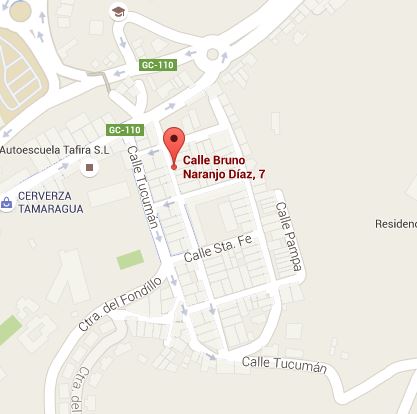 GC-110
GC-110
Autoescuela Tafira S.L
Calle Bruno
Naranjo Díaz, 7
Calle Tucumán
CERVERZA
TAMARAGUA
Calle Pampa
Residenc
Calle Sta. Fe
Ctra. del Fondillo
Calle Tucumán
Ctra. del